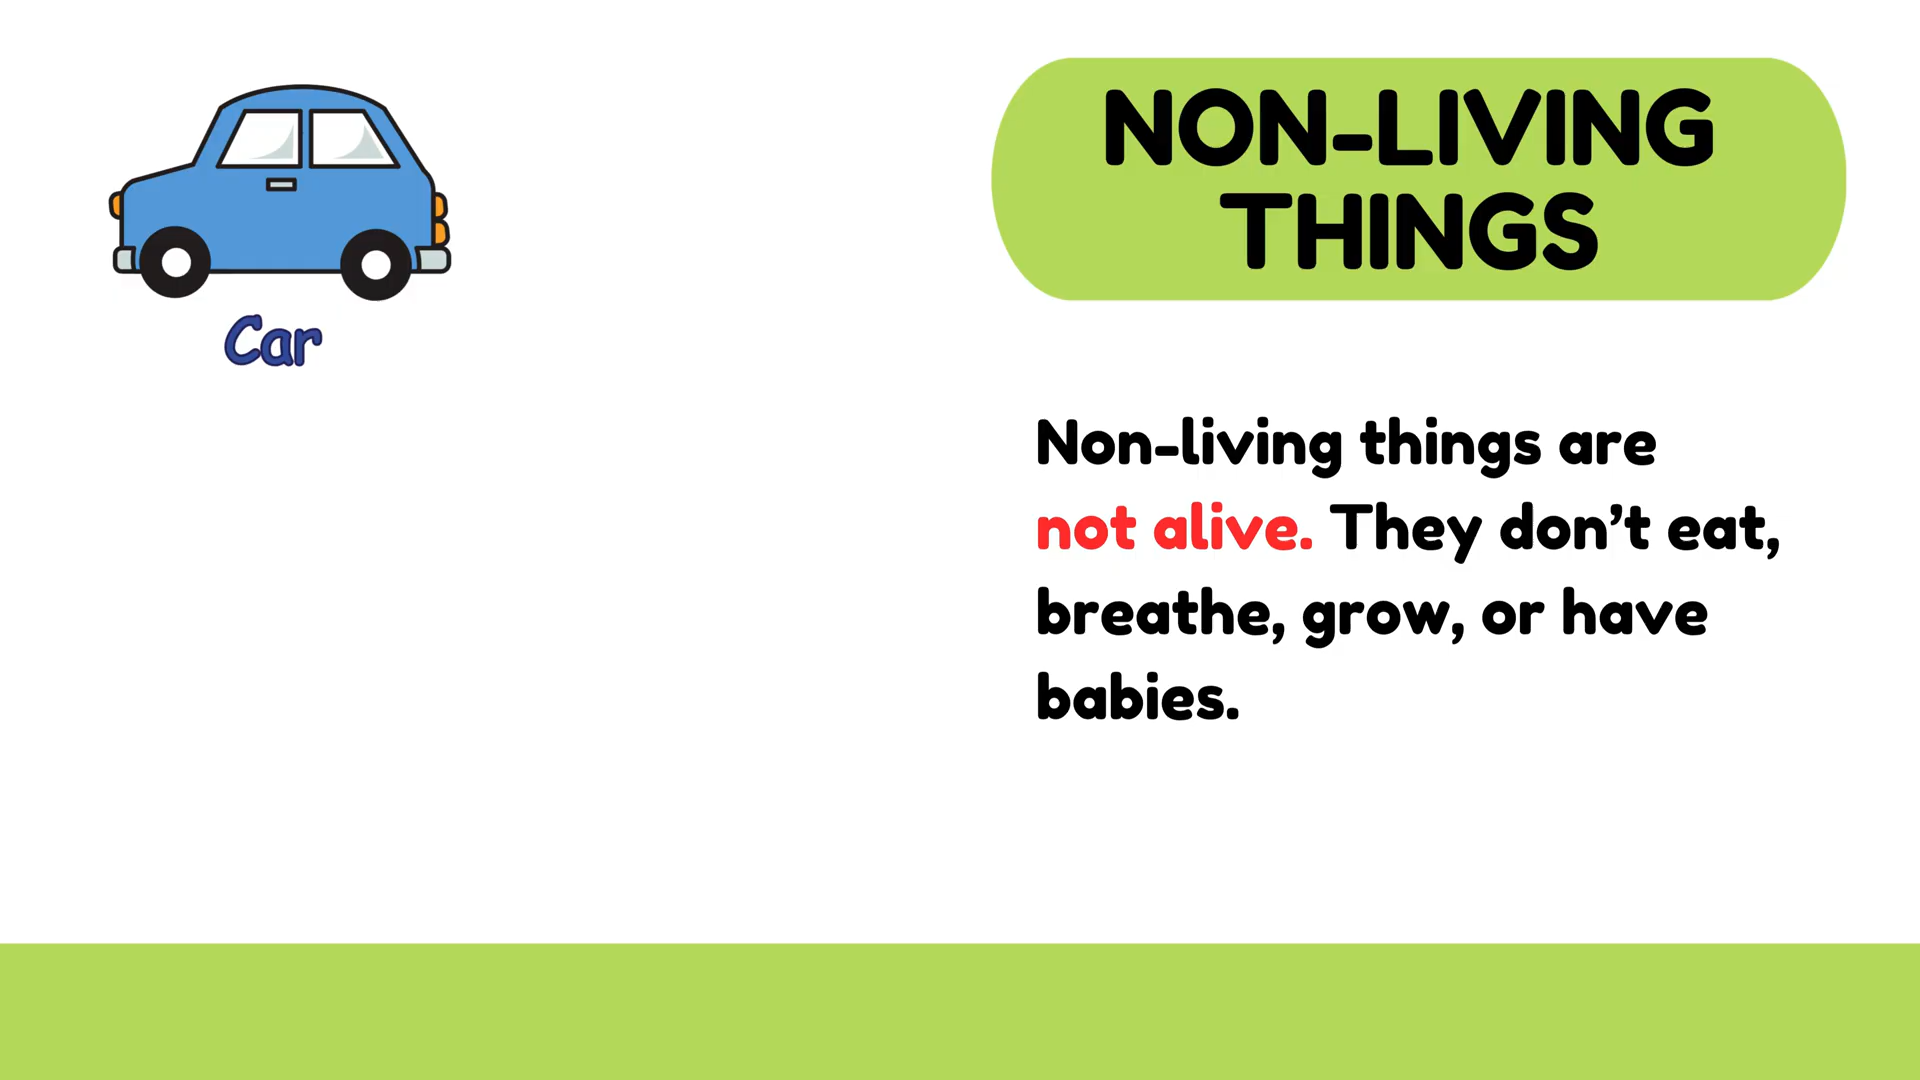 NON-LIVING
THINGS
Car
Non-living things are
not alive. They don’t eat,
breathe, grow, or have
babies.